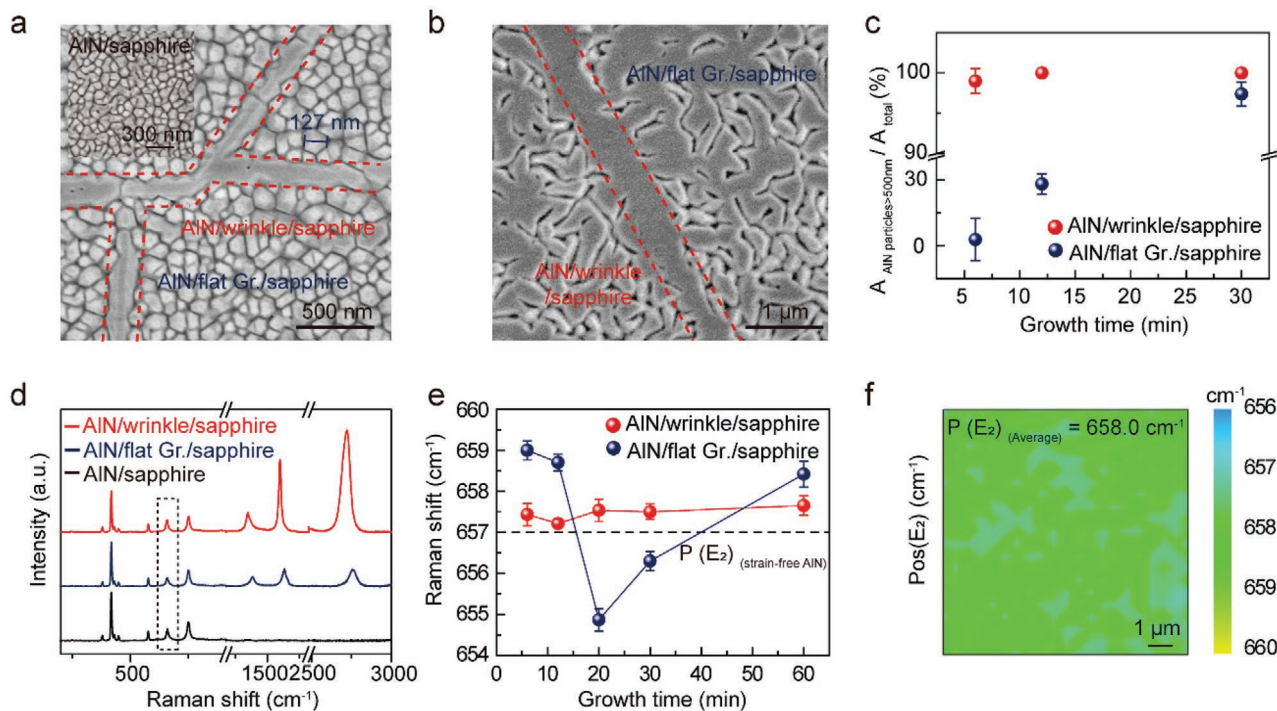 a
AlN/sapphire
300 nm
127 nm
AlN/wrinkle/sapphire
AlN/flat Gr./sapphire
500 nm
b
AlN/flat Gr./sapphire
AlN/wrinkle
/sapphire
1 µm
c
A AlN particles>500nm / A total (%)
100
90
30
0
AlN/wrinkle/sapphire
AlN/flat Gr./sapphire
5 10 15 20 25 30
Growth time (min)
d
Intensity (a.u.)
AlN/wrinkle/sapphire
AlN/flat Gr./sapphire
AlN/sapphire
500 1500 2500 3000
Raman shift (cm⁻¹)
e
Raman shift (cm⁻¹)
660
659
658
657
656
655
654
AlN/wrinkle/sapphire
AlN/flat Gr./sapphire
P (E₂) (strain-free AlN)
0 10 20 30 40 50 60
Growth time (min)
f
P (E₂) (Average) = 658.0 cm⁻¹
1 µm
Pos(E₂) (cm⁻¹)
cm⁻¹
656
657
658
659
660